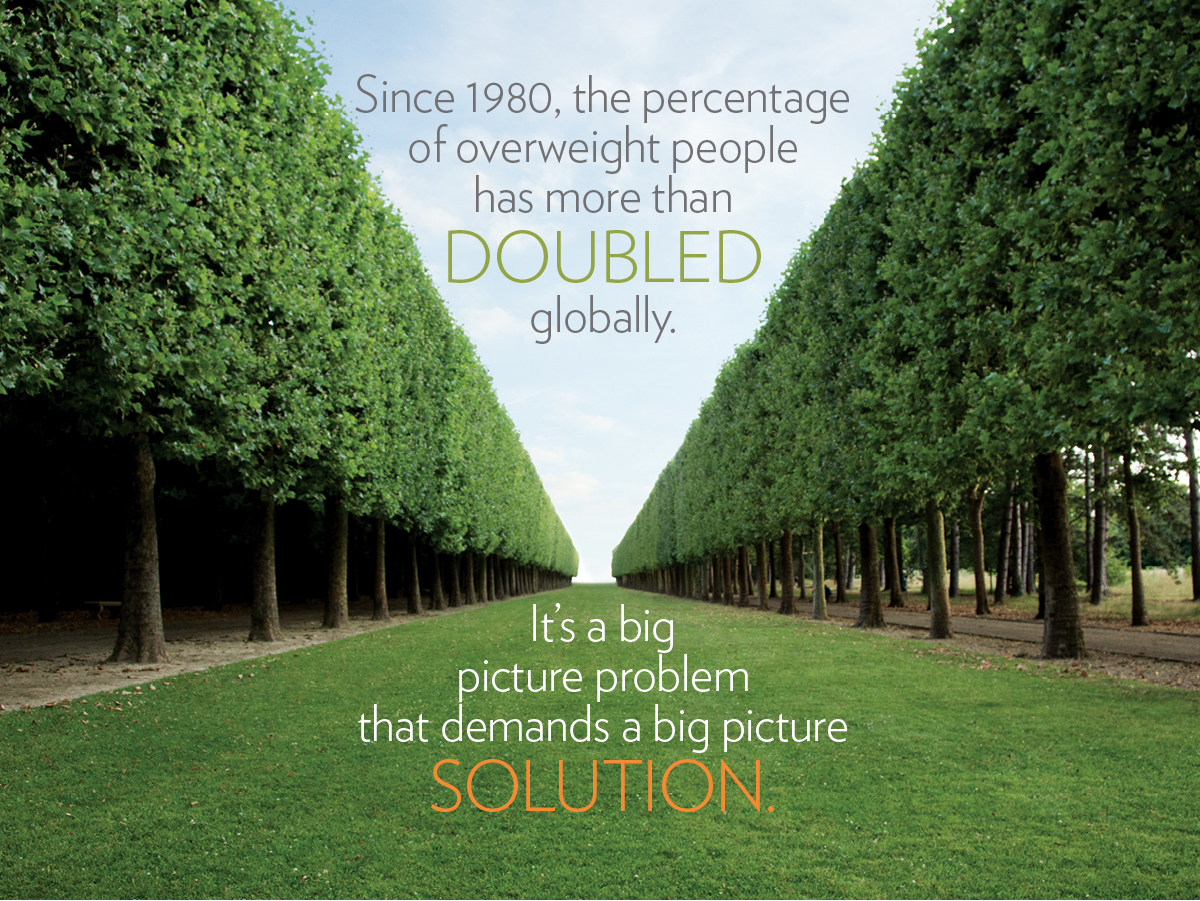 Since 1980, the percentage
of overweight people
has more than
DOUBLED
globally.
It's a big
picture problem
that demands a big picture
SOLUTION.